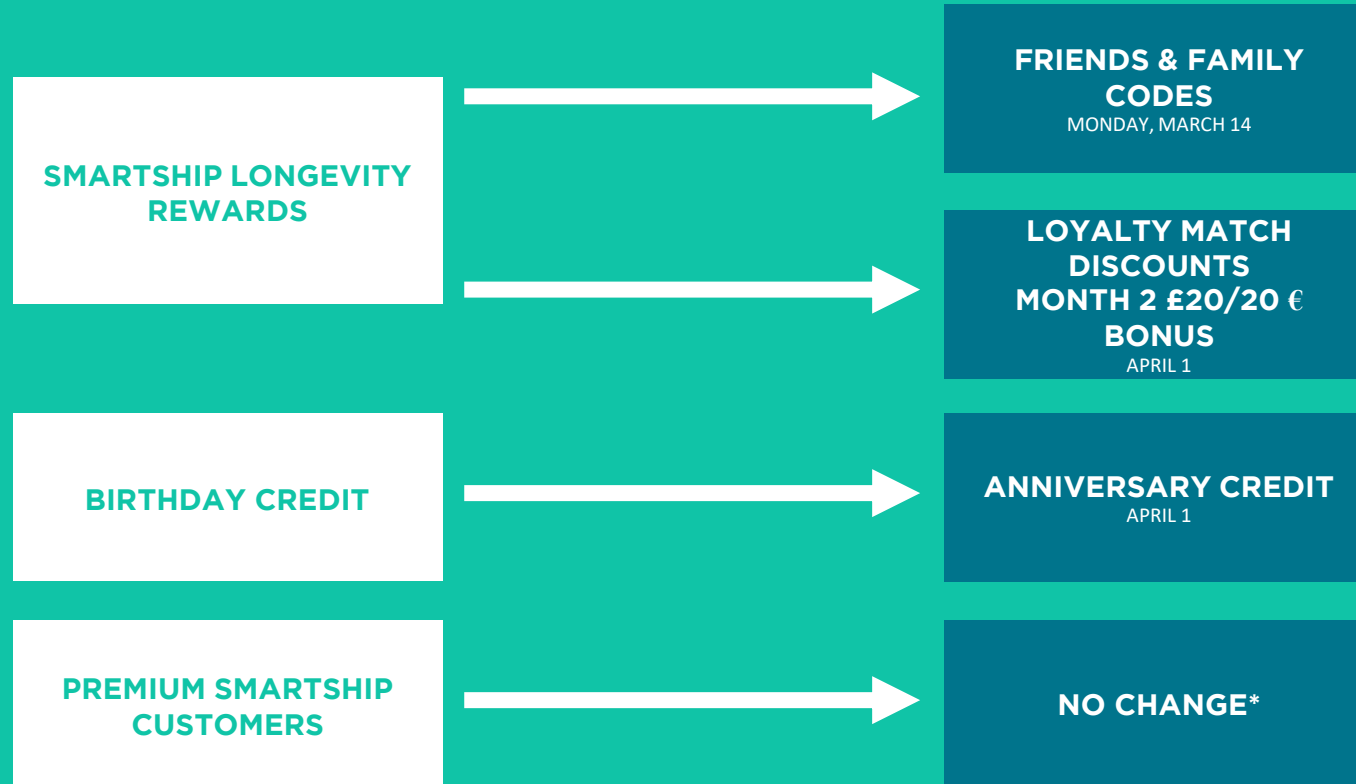 SMARTSHIP LONGEVITY
REWARDS
FRIENDS & FAMILY
CODES
MONDAY, MARCH 14
LOYALTY MATCH
DISCOUNTS
MONTH 2 £20/20 €
BONUS
APRIL 1
BIRTHDAY CREDIT
ANNIVERSARY CREDIT
APRIL 1
PREMIUM SMARTSHIP
CUSTOMERS
NO CHANGE*